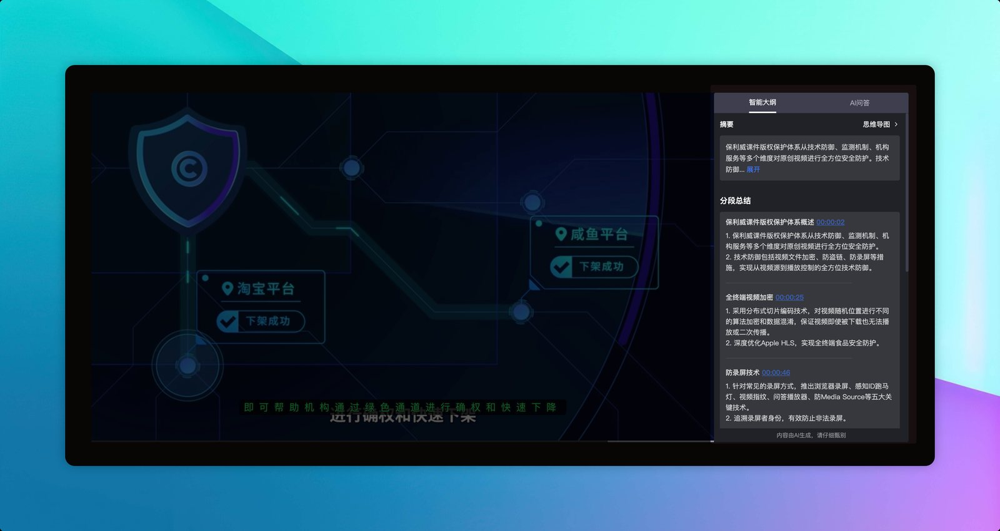 ©
淘宝平台
下架成功
咸鱼平台
下架成功
即可帮助机构通过绿色通道进行确权和快速下降
进行确权和快速下架
智能大纲
AI问答
摘要
思维导图
保利威课件版权保护体系从技术防御、监测机制、机构
服务等多个维度对原创视频进行全方位安全防护。技术
防御... 展开
分段总结
保利威课件版权保护体系概述 00:00:02
1. 保利威课件版权保护体系从技术防御、监测机制、机
构服务等多个维度对原创视频进行全方位安全防护。
2. 技术防御包括视频文件加密、防盗链、防录屏等措
施，实现从视频源到播放控制的全方位技术防御。
全终端视频加密 00:00:25
1. 采用分布式切片编码技术，对视频随机位置进行不同
的算法加密和数据混淆，保证视频即使被下载也无法播
放或二次传播。
2. 深度优化Apple HLS，实现全终端食品安全防护。
防录屏技术 00:00:46
1. 针对常见的录屏方式，推出浏览器录屏、感知ID跑马
灯、视频指纹、问答播放器、防Media Source等五大关
键技术。
2. 追溯录屏者身份，有效防止非法录屏。
内容由AI生成，请仔细甄别